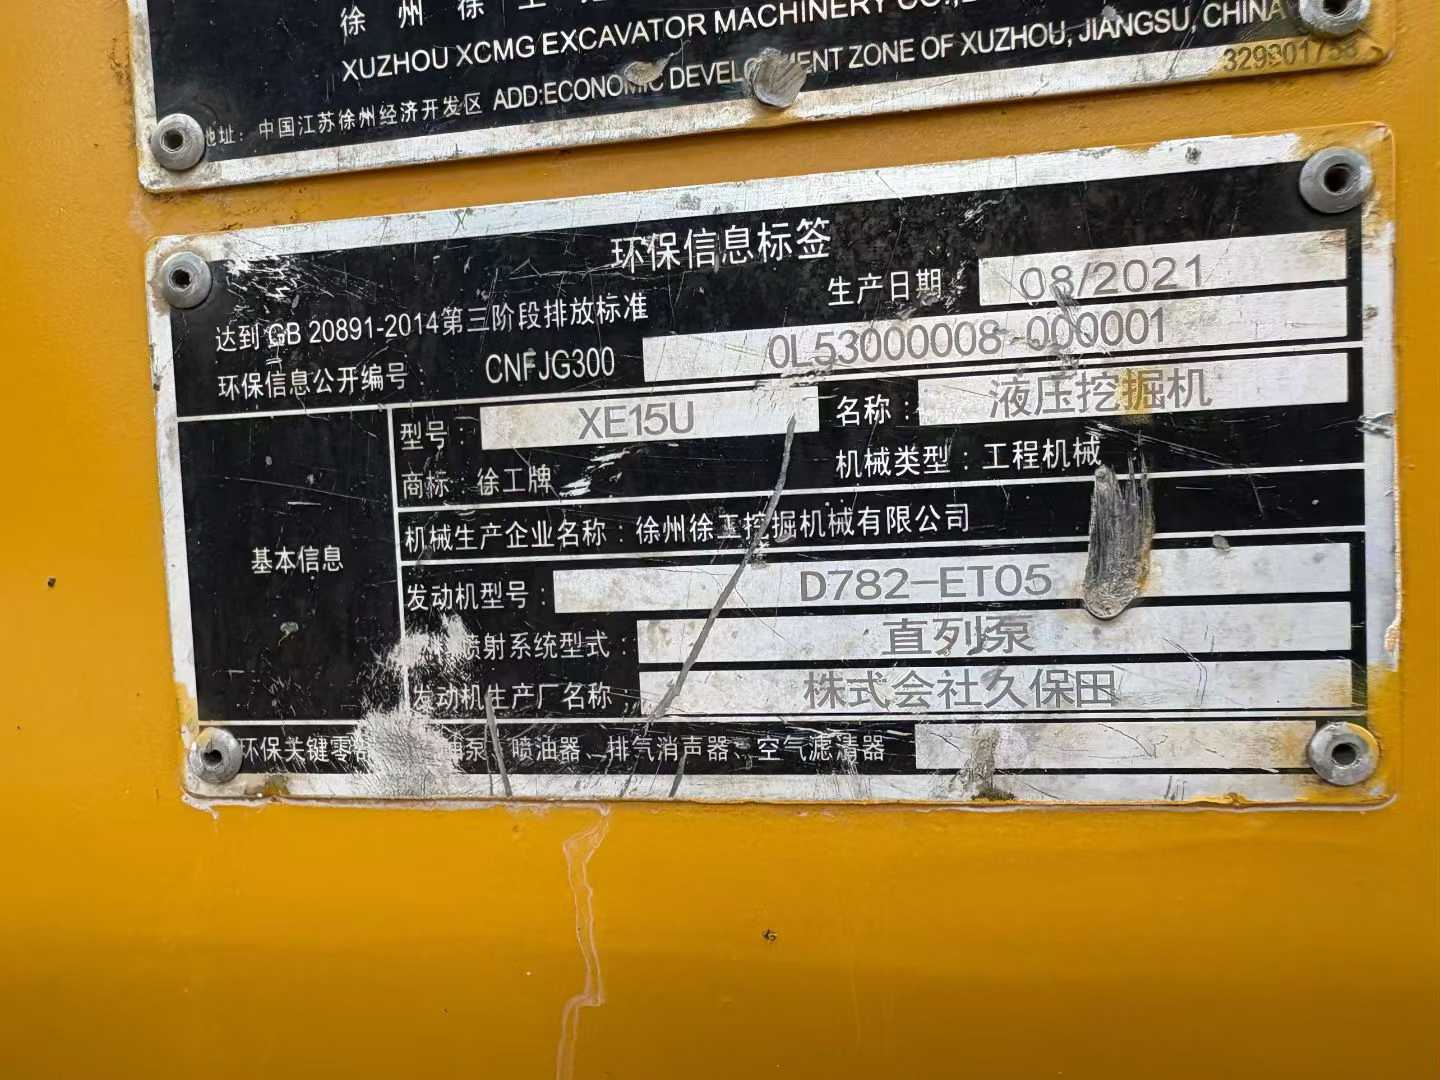 徐 州 徐 工
XUZHOU XCMG EXCAVATOR MACHINERY CO.,
地址：中国江苏徐州经济开发区 ADD:ECONOMIC DEVELOPMENT ZONE OF XUZHOU, JIANGSU, CHINA
环保信息标签
达到 GB 20891-2014第三阶段排放标准 生产日期： 08/2021
环保信息公开编号： CNFJG300 0L53000008-000001
基本信息
型号： XE15U 名称： 液压挖掘机
商标：徐工牌 机械类型：工程机械
机械生产企业名称：徐州徐工挖掘机械有限公司
发动机型号： D782-ET05
喷射系统型式： 直列泵
发动机生产厂名称： 株式会社久保田
环保关键零 油泵、喷油器、排气消声器、空气滤清器